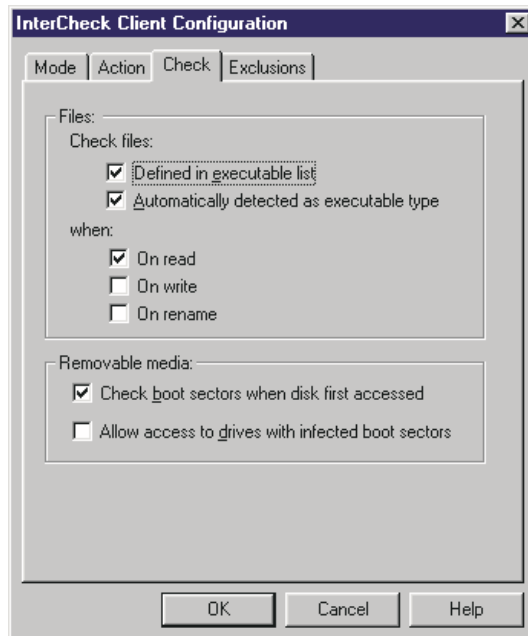 InterCheck Client Configuration
Mode Action Check Exclusions
Files:
Check files:
Defined in executable list
Automatically detected as executable type
when:
On read
On write
On rename
Removable media:
Check boot sectors when disk first accessed
Allow access to drives with infected boot sectors
OK Cancel Help